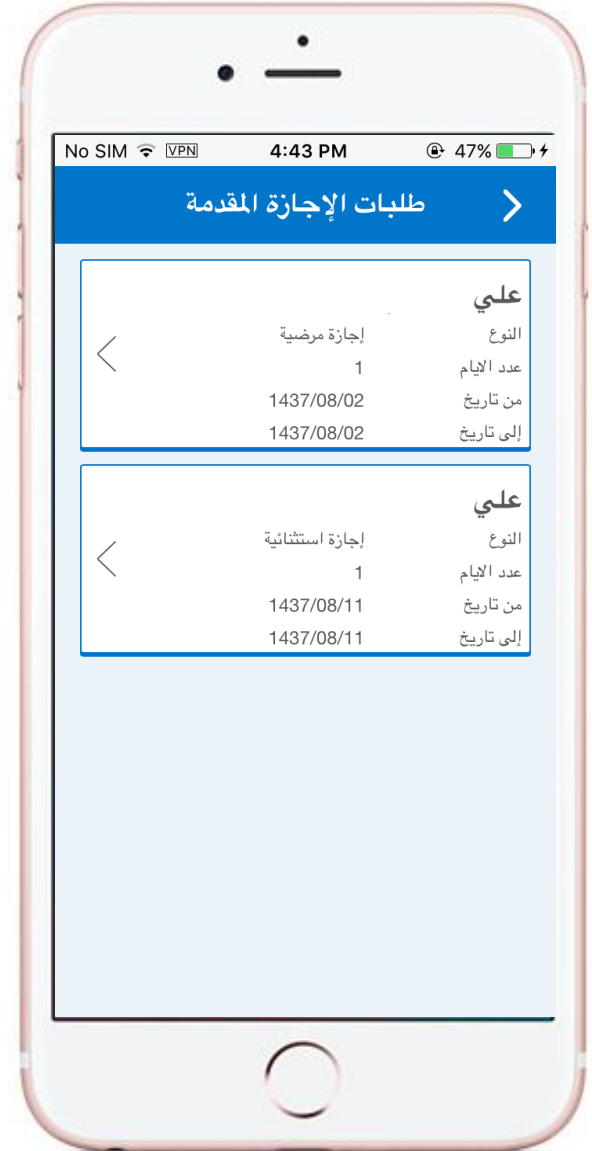 No SIM VPN 4:43 PM 47%
طلبات الإجازة المقدمة
علي
النوع إجازة مرضية
عدد الايام 1
من تاريخ 1437/08/02
إلى تاريخ 1437/08/02
علي
النوع إجازة استثنائية
عدد الايام 1
من تاريخ 1437/08/11
إلى تاريخ 1437/08/11